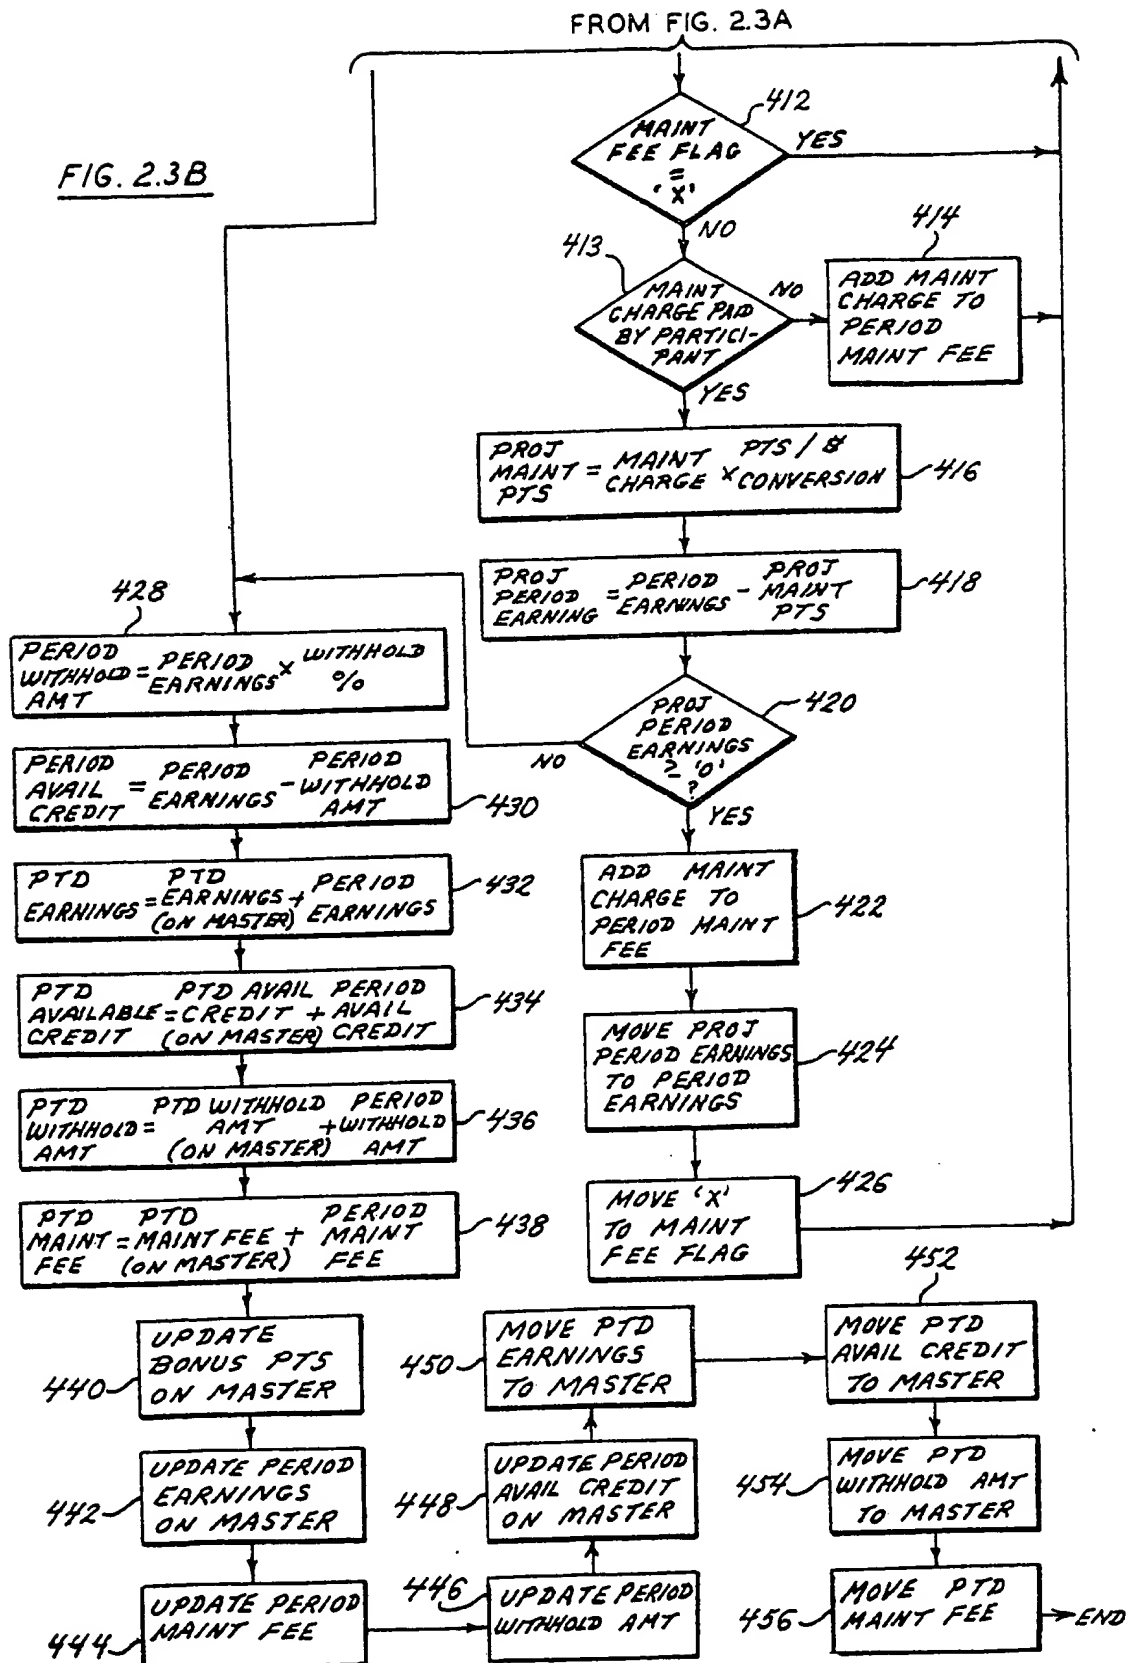 FROM FIG. 2.3A
FIG. 2.3B
412
MAINT
FEE FLAG
=
'X'
YES
NO
413
MAINT
CHARGE PAID
BY PARTICI-
PANT
NO
YES
414
ADD MAINT
CHARGE TO
PERIOD
MAINT FEE
PROJ MAINT PTS / $
MAINT = CHARGE × CONVERSION
PTS
416
PROJ PERIOD PROJ
PERIOD = EARNINGS - MAINT
EARNING PTS
418
PROJ
PERIOD
EARNINGS
≥ 'O'
?
420
NO
YES
ADD MAINT
CHARGE TO
PERIOD MAINT
FEE
422
MOVE PROJ
PERIOD EARNINGS
TO PERIOD
EARNINGS
424
MOVE 'X'
TO MAINT
FEE FLAG
426
428
PERIOD PERIOD WITHHOLD
WITHHOLD = EARNINGS × %
AMT
PERIOD PERIOD PERIOD
AVAIL = EARNINGS - WITHHOLD
CREDIT AMT
430
PTD PTD PERIOD
EARNINGS = EARNINGS + EARNINGS
(ON MASTER)
432
PTD PTD AVAIL PERIOD
AVAILABLE = CREDIT + AVAIL
CREDIT (ON MASTER) CREDIT
434
PTD PTD WITHHOLD PERIOD
WITHHOLD = AMT + WITHHOLD
AMT (ON MASTER) AMT
436
PTD PTD PERIOD
MAINT = MAINT FEE + MAINT
FEE (ON MASTER) FEE
438
UPDATE
BONUS PTS
ON MASTER
440
UPDATE PERIOD
EARNINGS
ON MASTER
442
UPDATE PERIOD
MAINT FEE
444
446
UPDATE PERIOD
WITHHOLD AMT
UPDATE PERIOD
AVAIL CREDIT
ON MASTER
448
MOVE PTD
EARNINGS
TO MASTER
450
452
MOVE PTD
AVAIL CREDIT
TO MASTER
MOVE PTD
WITHHOLD AMT
TO MASTER
454
MOVE PTD
MAINT FEE
456
END